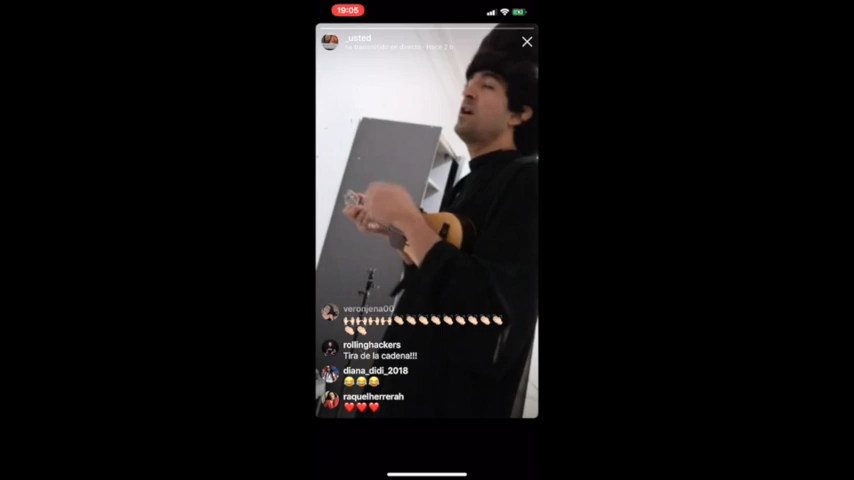 19:05
_usted
veronjena00
rollinghackers
Tira de la cadena!!!
diana_didi_2018
😂😂😂
raquelherrerah
❤️❤️❤️